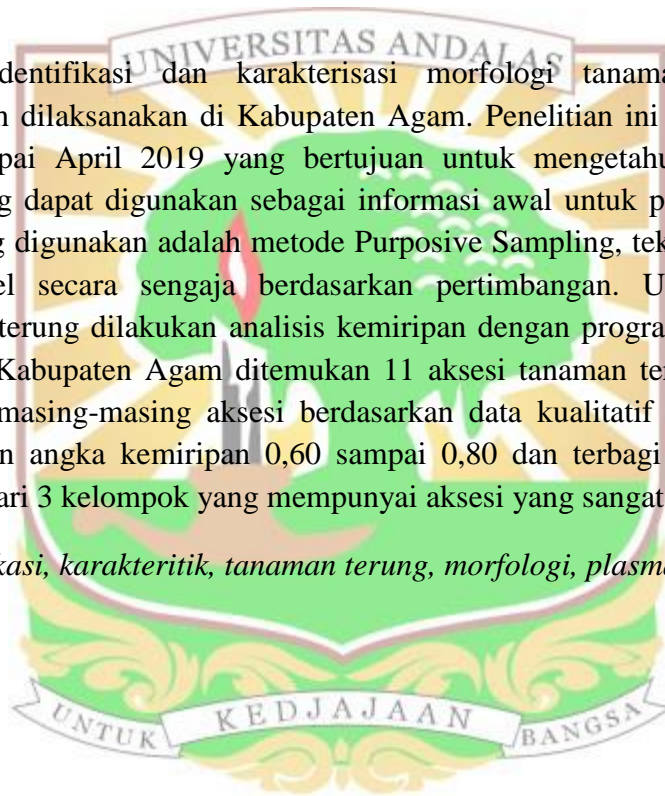 UNIVERSITAS ANDALAS
dentifikasi dan karakterisasi morfologi tanama
n dilaksanakan di Kabupaten Agam. Penelitian ini
pai April 2019 yang bertujuan untuk mengetahu
g dapat digunakan sebagai informasi awal untuk p
g digunakan adalah metode Purposive Sampling, tek
el secara sengaja berdasarkan pertimbangan. U
terung dilakukan analisis kemiripan dengan progra
Kabupaten Agam ditemukan 11 aksesi tanaman te
masing-masing aksesi berdasarkan data kualitatif
n angka kemiripan 0,60 sampai 0,80 dan terbagi
ari 3 kelompok yang mempunyai aksesi yang sangat
kasi, karakteritik, tanaman terung, morfologi, plasma
UNTUK KEDJAJAAN BANGSA